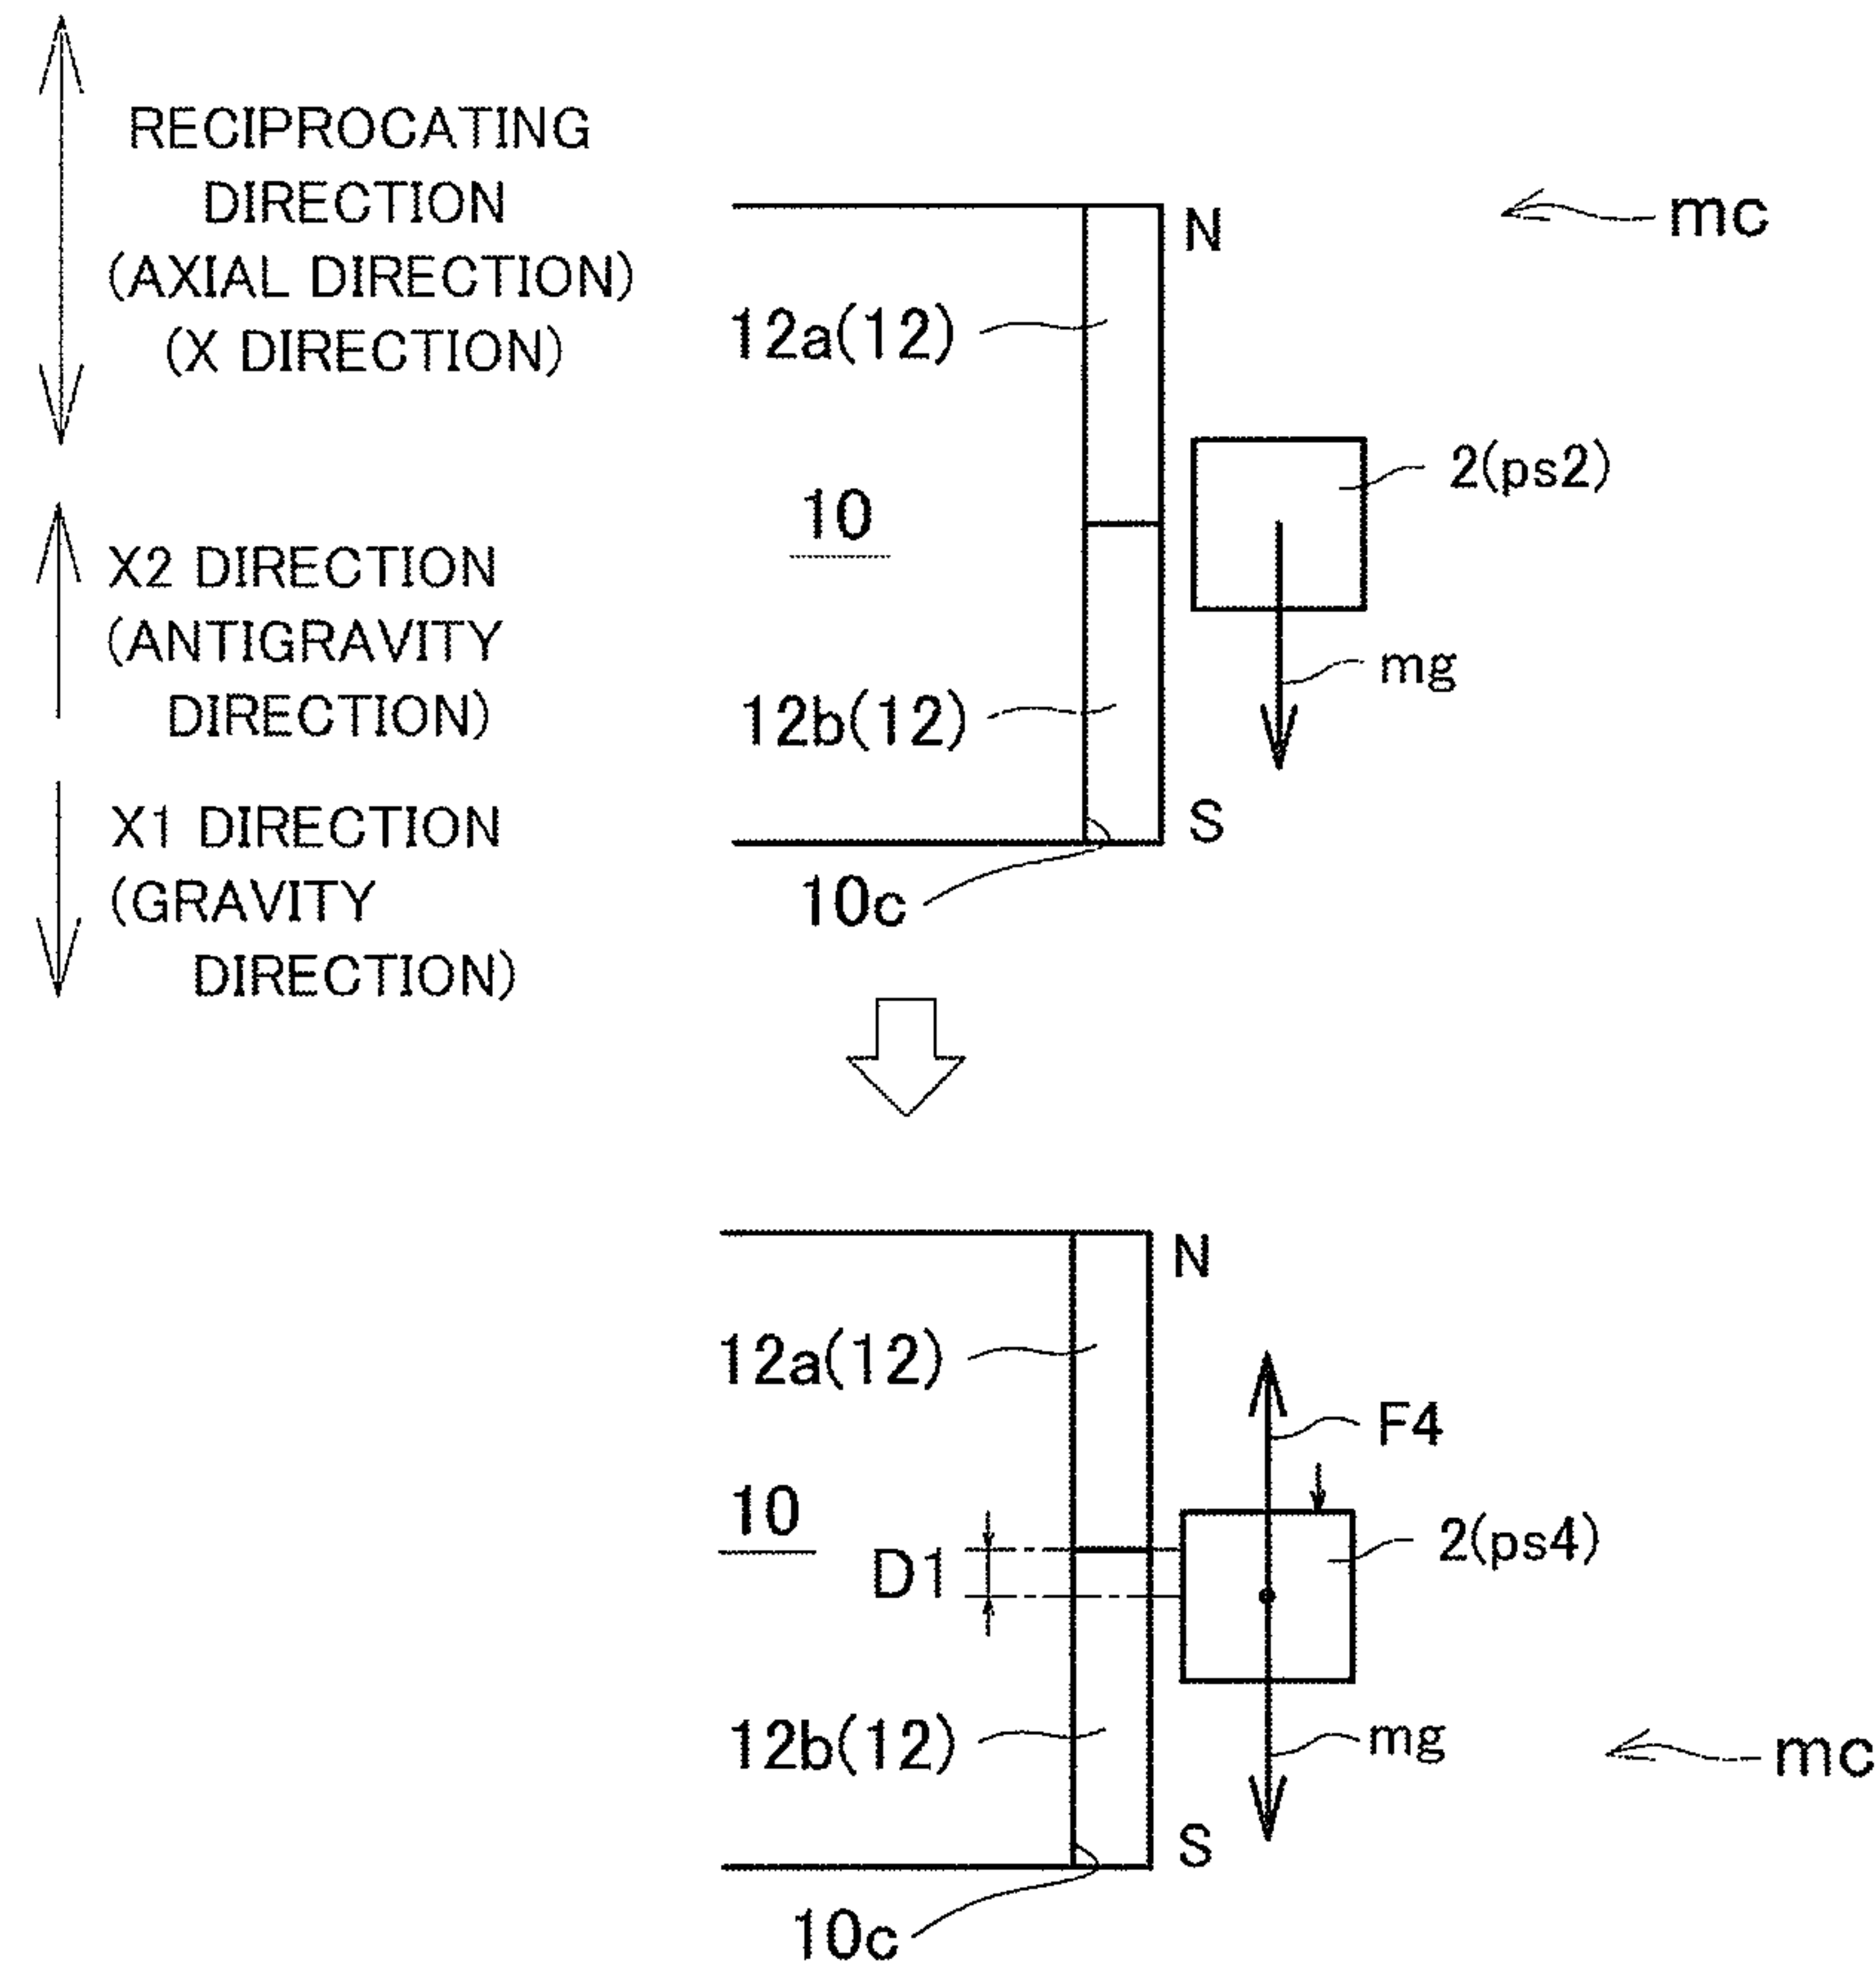 RECIPROCATING
DIRECTION
(AXIAL DIRECTION)
(X DIRECTION)
X2 DIRECTION
(ANTIGRAVITY
DIRECTION)
X1 DIRECTION
(GRAVITY
DIRECTION)
N
mc
12a(12)
2(ps2)
10
mg
12b(12)
S
10c
N
12a(12)
F4
10
2(ps4)
D1
12b(12)
mg
mc
S
10c